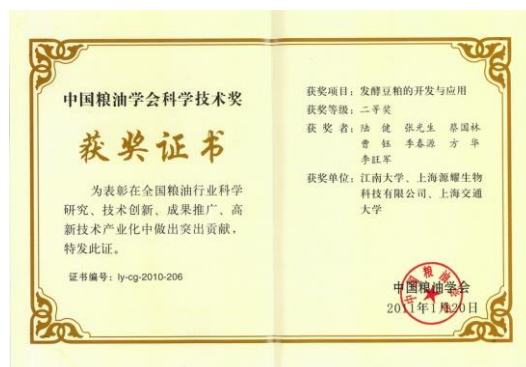 中国粮油学会科学技术奖
获奖证书
为表彰在全国粮油行业科学
研究、技术创新、成果推广、高
新技术产业化中做出突出贡献，
特发此证。
证书编号：ly-cg-2010-206
获奖项目：发酵豆粕的开发与应用
获奖等级：二等奖
获奖者：陆健 张元生 蔡国林
曹钰 李春源 方华
李旺军
获奖单位：江南大学、上海源耀生物
科技有限公司、上海交通
大学
中国粮油学会
2011年1月20日